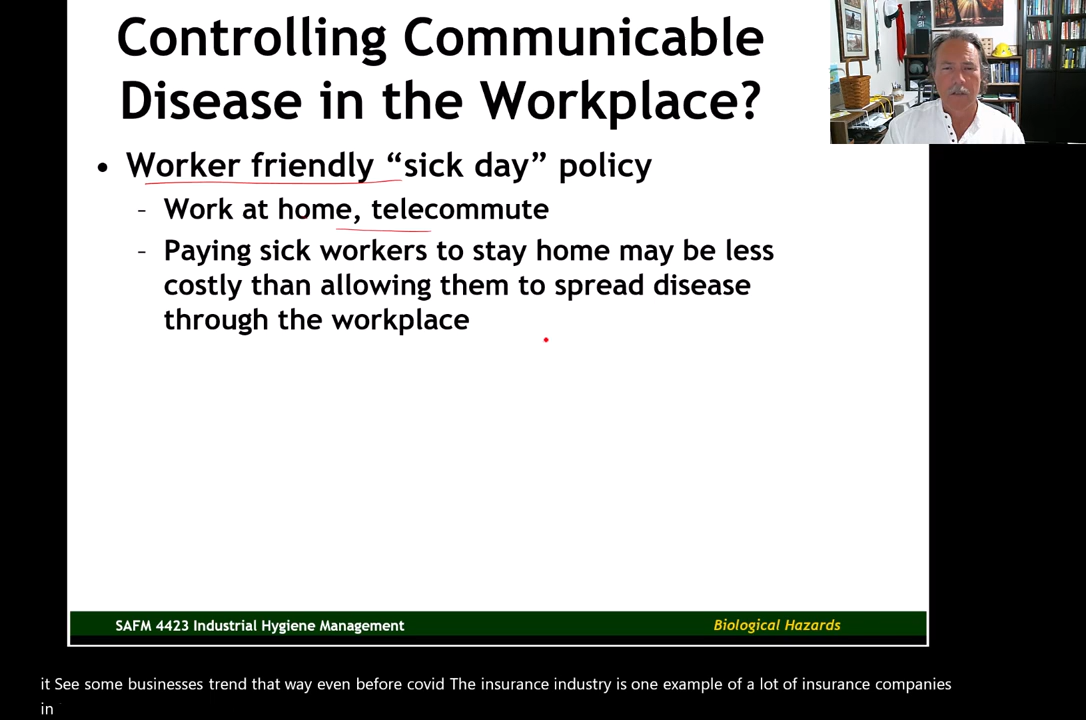 Controlling Communicable
Disease in the Workplace?
• Worker friendly “sick day” policy
- Work at home, telecommute
- Paying sick workers to stay home may be less
costly than allowing them to spread disease
through the workplace
SAFM 4423 Industrial Hygiene Management
Biological Hazards
it See some businesses trend that way even before covid The insurance industry is one example of a lot of insurance companies
in